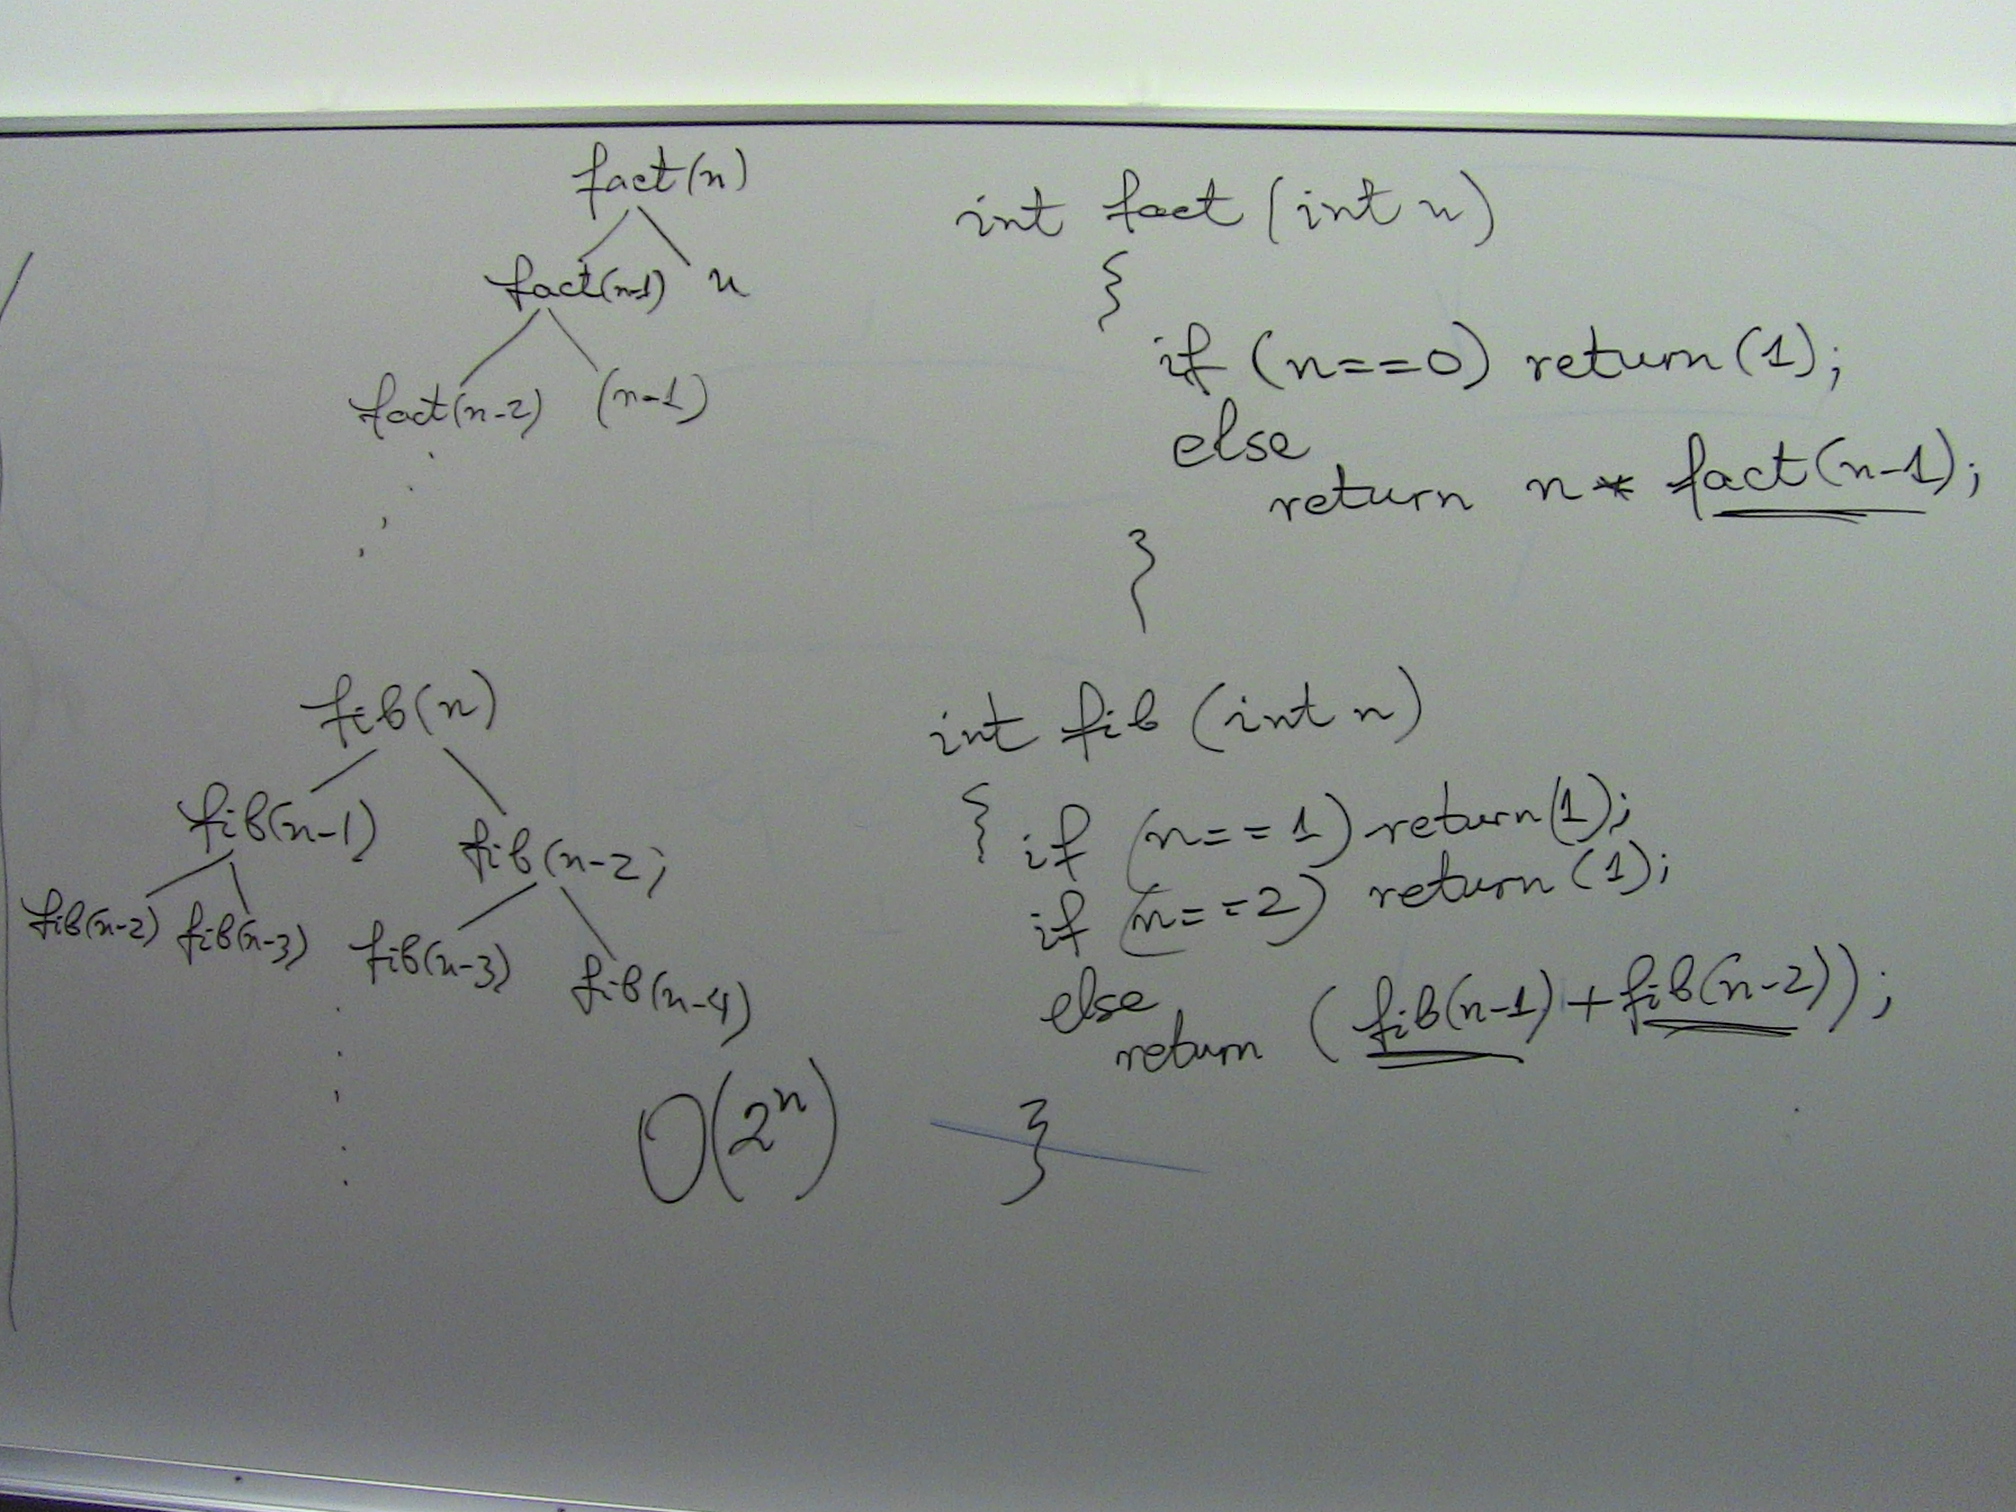 fact(n)
fact(n-1) n
fact(n-2) (n-1)
int fact (int n)
{
if (n==0) return(1);
else
return n * fact(n-1);
}
fib(n)
fib(n-1) fib(n-2)
fib(n-2) fib(n-3) fib(n-3) fib(n-4)
O(2ⁿ)
int fib (int n)
{ if (n==1) return(1);
if (n==2) return(1);
else
return (fib(n-1)+fib(n-2));
}